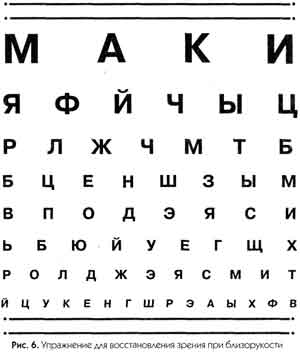 М А К И
Я Ф Й Ч Ы Ц
Р Л Ж Ч М Т Б
Б Ц Е Н Ш З Ы М
В П О Д Э Я С И
Ь Б Ю Й У Е Г Щ Х
Р О Л Д Ж Э Я С М И Т
Й Ц У К Е Н Г Ш Р Э А Ы Х Ф В
Рис. 6. Упражнение для восстановления зрения при близорукости